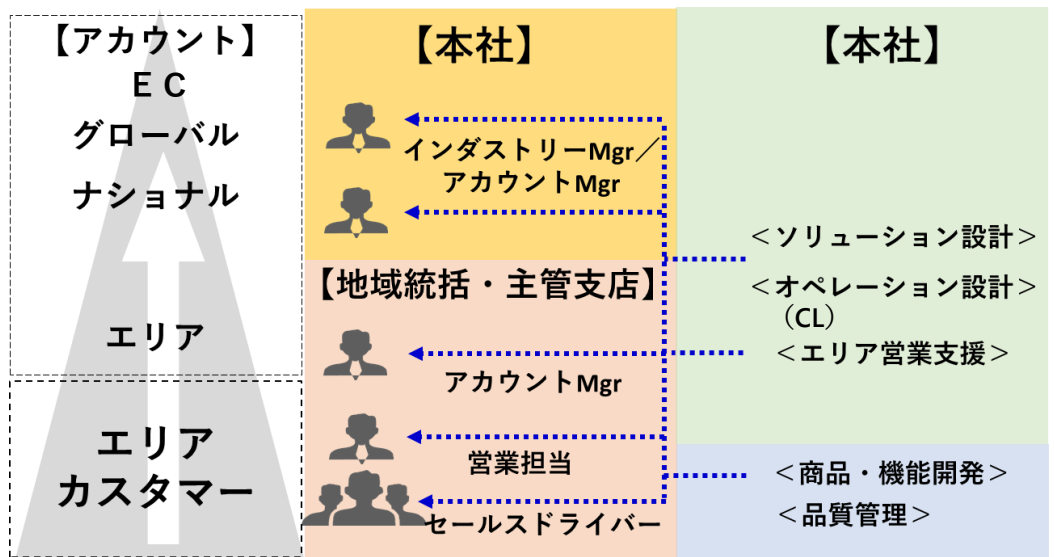 【アカウント】
ＥＣ
グローバル
ナショナル
エリア
エリア
カスタマー
【本社】
インダストリーMgr／
アカウントMgr
【地域統括・主管支店】
アカウントMgr
営業担当
セールスドライバー
【本社】
＜ソリューション設計＞
＜オペレーション設計＞
（CL）
＜エリア営業支援＞
＜商品・機能開発＞
＜品質管理＞